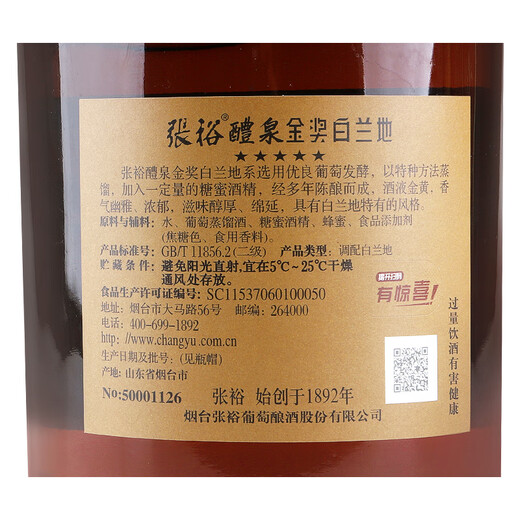 张裕®醴泉金奖白兰地
★★★★★
张裕醴泉金奖白兰地系选用优良葡萄发酵，以特种方法蒸
馏，加入一定量的糖蜜酒精，经多年陈酿而成，酒液金黄，香
气幽雅、浓郁，滋味醇厚、绵延，具有白兰地特有的风格。
原料与辅料：水、葡萄蒸馏酒、糖蜜酒精、蜂蜜、食品添加剂
(焦糖色、食用香料)。
产品标准号：GB/T 11856.2(二级) 产品类型：调配白兰地
贮藏条件：避免阳光直射,宜在5℃~25℃干燥
通风处存放。
食品生产许可证编号：SC11537060100050
地址：烟台市大马路56号 邮编：264000
电话：400-699-1892
http://www.changyu.com.cn
生产日期及批号：(见瓶帽)
产地：山东省烟台市
No:50001126
张裕 始创于1892年
烟台张裕葡萄酿酒股份有限公司
有惊喜!
过量饮酒有害健康